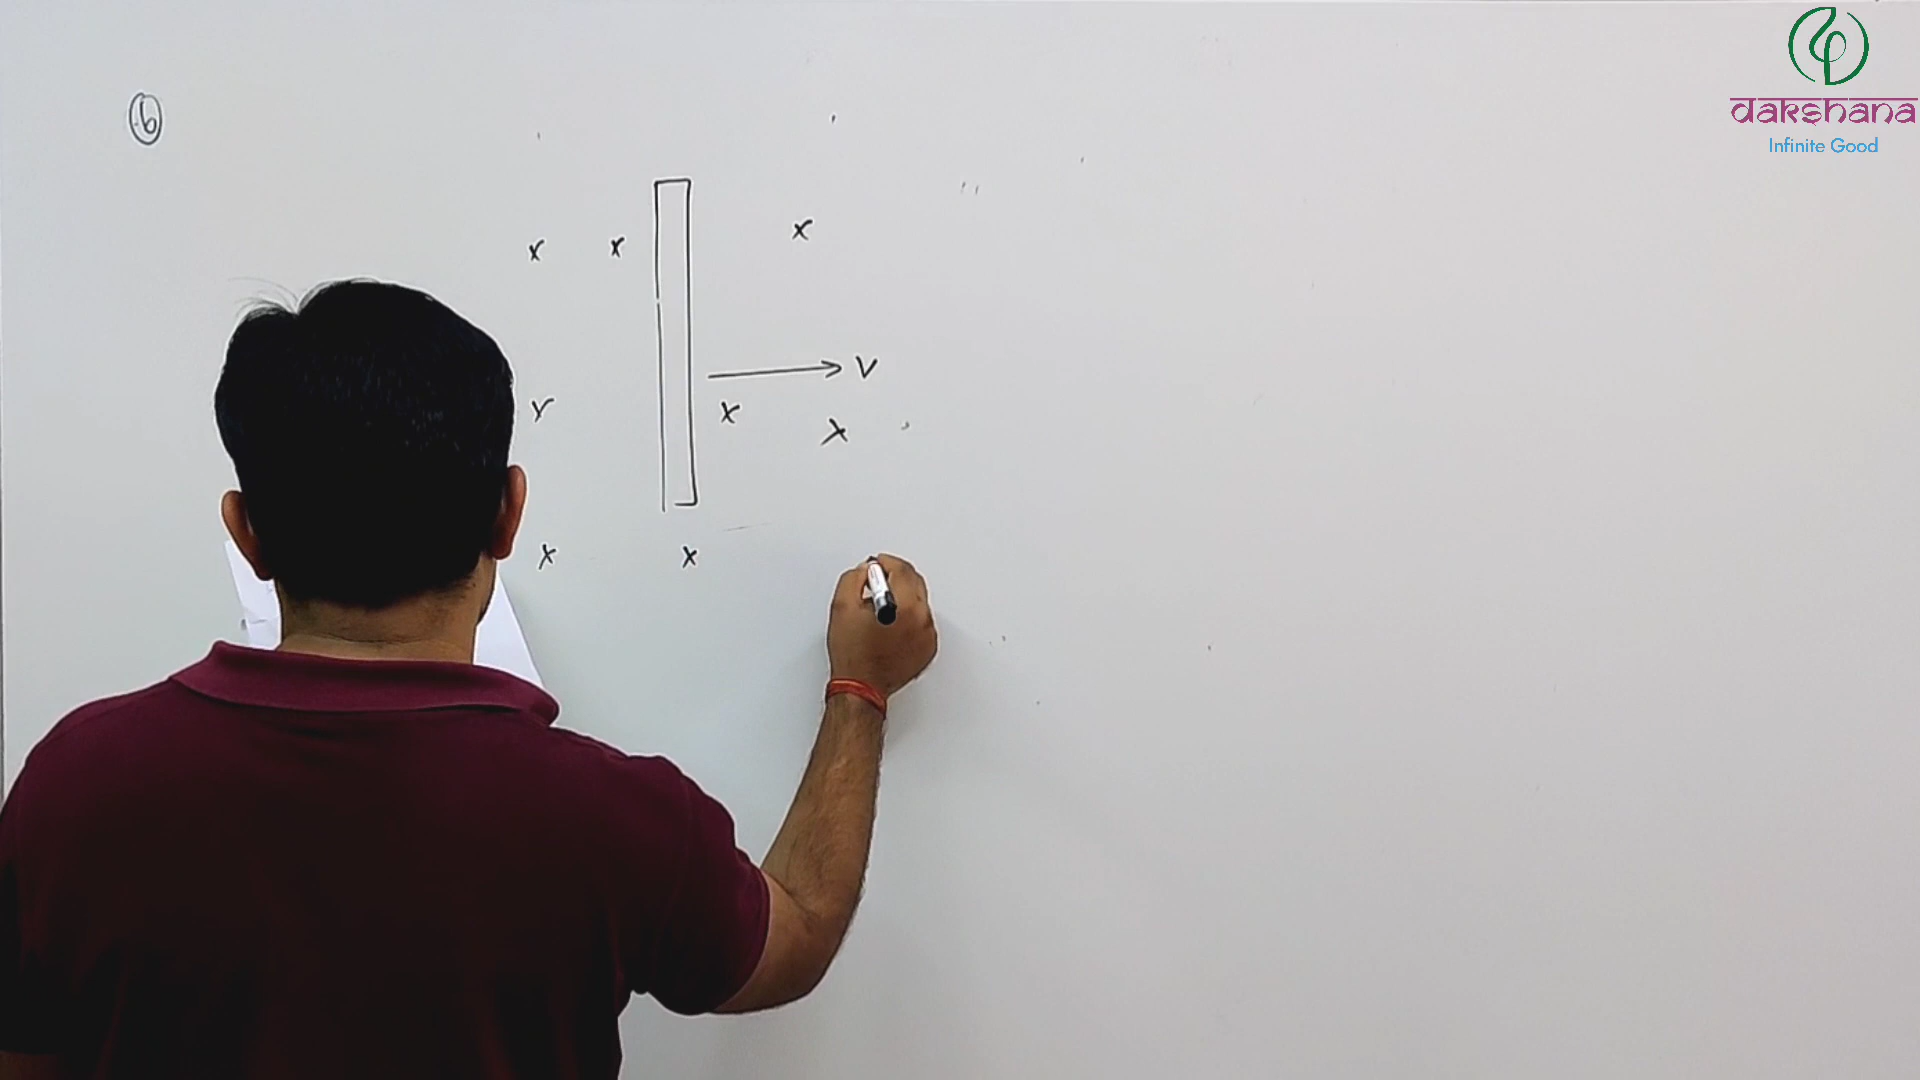 dakshana
Infinite Good
6
x x x
v
x x x
x x